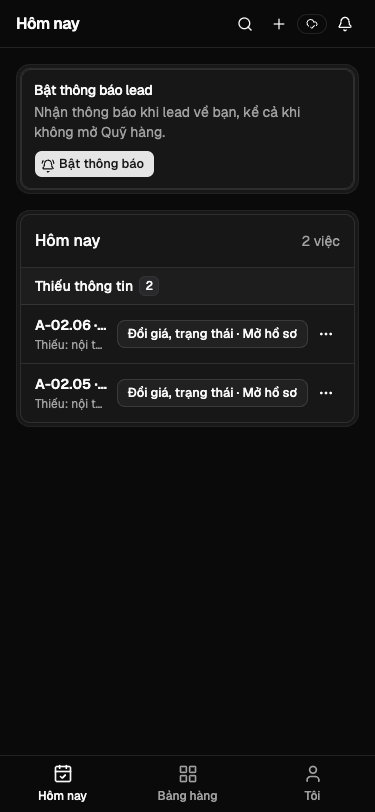 Hôm nay
Bật thông báo lead
Nhận thông báo khi lead về bạn, kể cả khi
không mở Quỹ hàng.
Bật thông báo
Hôm nay
2 việc
Thiếu thông tin 2
A-02.06 ·...
Đổi giá, trạng thái · Mở hồ sơ
Thiếu: nội t...
A-02.05 ·...
Đổi giá, trạng thái · Mở hồ sơ
Thiếu: nội t...
Hôm nay
Bảng hàng
Tôi